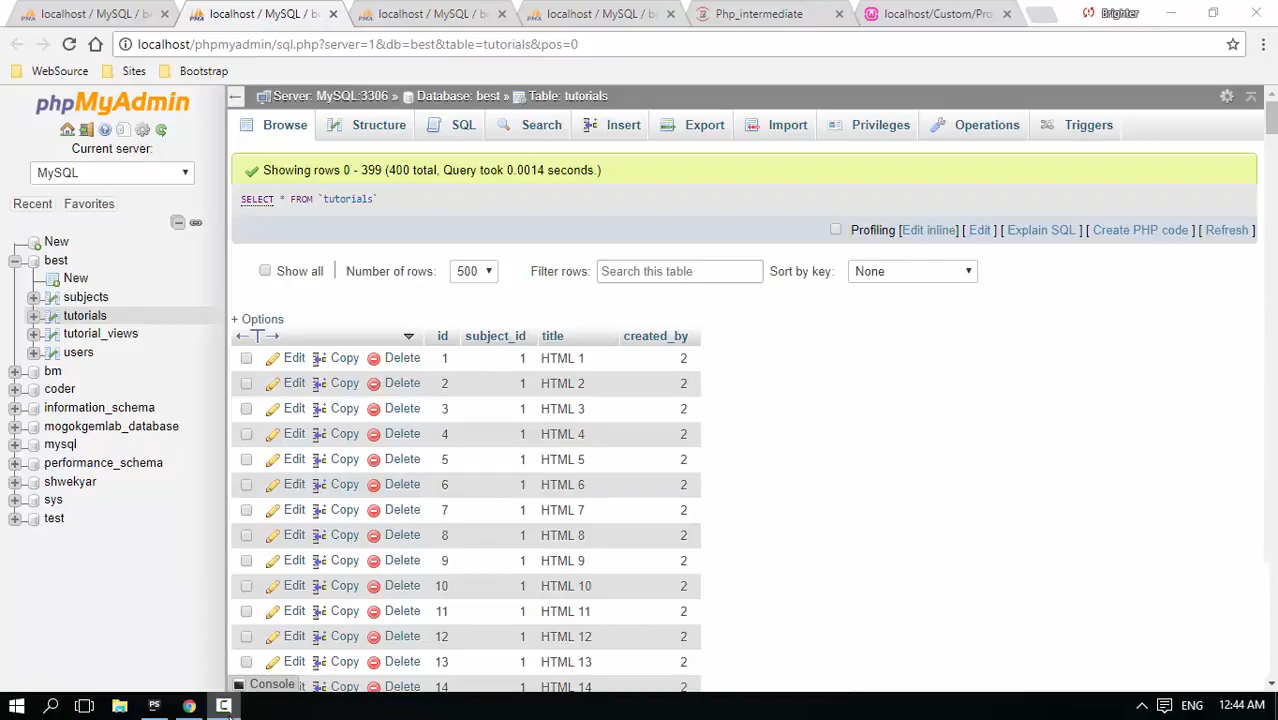 localhost / MySQL / b
localhost / MySQL / b
localhost / MySQL / b
localhost / MySQL / b
Php_intermediate
localhost/Custom/Pro
Brighter
localhost/phpmyadmin/sql.php?server=1&db=best&table=tutorials&pos=0
WebSource
Sites
Bootstrap
phpMyAdmin
Current server:
MySQL
Recent
Favorites
New
best
New
subjects
tutorials
tutorial_views
users
bm
coder
information_schema
mogokgemlab_database
mysql
performance_schema
shwekyar
sys
test
Server: MySQL:3306 » Database: best » Table: tutorials
Browse
Structure
SQL
Search
Insert
Export
Import
Privileges
Operations
Triggers
Showing rows 0 - 399 (400 total, Query took 0.0014 seconds.)
SELECT * FROM `tutorials`
Profiling [Edit inline] [ Edit ] [ Explain SQL ] [ Create PHP code ] [ Refresh ]
Show all
Number of rows: 500
Filter rows: Search this table
Sort by key: None
+ Options
id subject_id title created_by
Edit Copy Delete 1 1 HTML 1 2
Edit Copy Delete 2 1 HTML 2 2
Edit Copy Delete 3 1 HTML 3 2
Edit Copy Delete 4 1 HTML 4 2
Edit Copy Delete 5 1 HTML 5 2
Edit Copy Delete 6 1 HTML 6 2
Edit Copy Delete 7 1 HTML 7 2
Edit Copy Delete 8 1 HTML 8 2
Edit Copy Delete 9 1 HTML 9 2
Edit Copy Delete 10 1 HTML 10 2
Edit Copy Delete 11 1 HTML 11 2
Edit Copy Delete 12 1 HTML 12 2
Edit Copy Delete 13 1 HTML 13 2
Copy Delete 14 1 HTML 14 2
Console
PS
ENG
12:44 AM